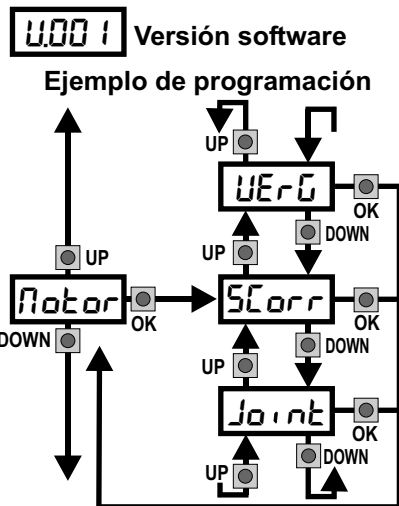 U.001 Versión software
Ejemplo de programación
UP
UErG
OK
DOWN
UP
UP
Motor
OK
SCorr
OK
DOWN
DOWN
UP
Joint
OK
UP
DOWN